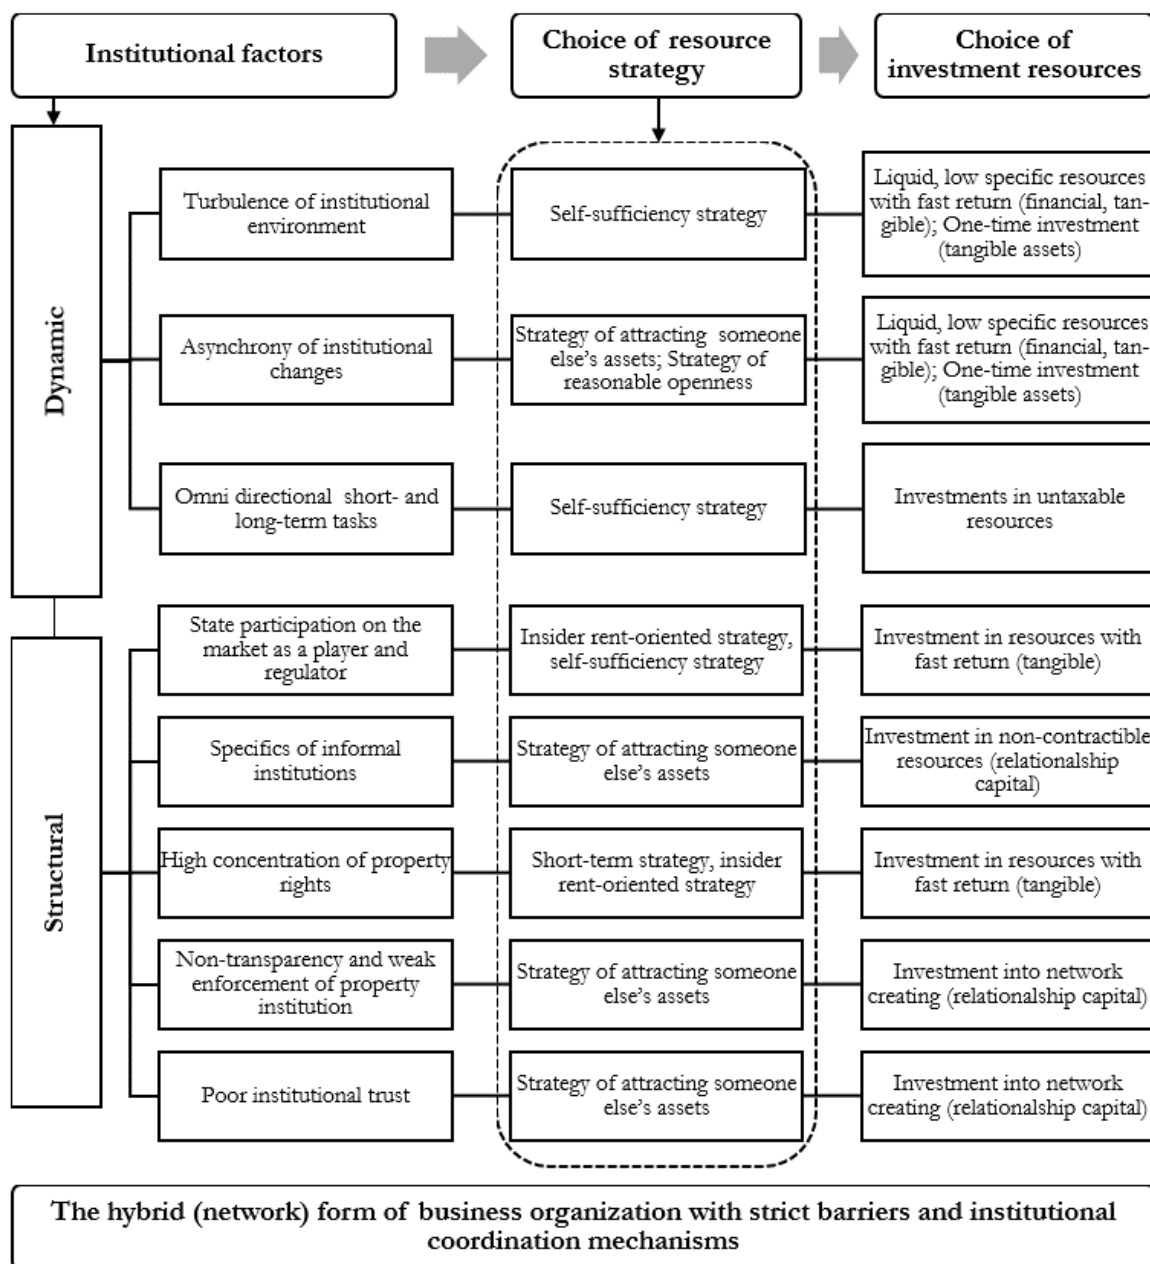 Institutional factors
Choice of resource
strategy
Choice of
investment resources
Dynamic
Turbulence of institutional
environment
Self-sufficiency strategy
Liquid, low specific resources
with fast return (financial, tan-
gible); One-time investment
(tangible assets)
Asynchrony of institutional
changes
Strategy of attracting someone
else's assets; Strategy of
reasonable openness
Liquid, low specific resources
with fast return (financial, tan-
gible); One-time investment
(tangible assets)
Omni directional short- and
long-term tasks
Self-sufficiency strategy
Investments in untaxable
resources
Structural
State participation on the
market as a player and
regulator
Insider rent-oriented strategy,
self-sufficiency strategy
Investment in resources with
fast return (tangible)
Specifics of informal
institutions
Strategy of attracting someone
else's assets
Investment in non-contractible
resources (relationalship
capital)
High concentration of property
rights
Short-term strategy, insider
rent-oriented strategy
Investment in resources with
fast return (tangible)
Non-transparency and weak
enforcement of property
institution
Strategy of attracting someone
else's assets
Investment into network
creating (relationalship capital)
Poor institutional trust
Strategy of attracting someone
else's assets
Investment into network
creating (relationalship capital)
The hybrid (network) form of business organization with strict barriers and institutional
coordination mechanisms